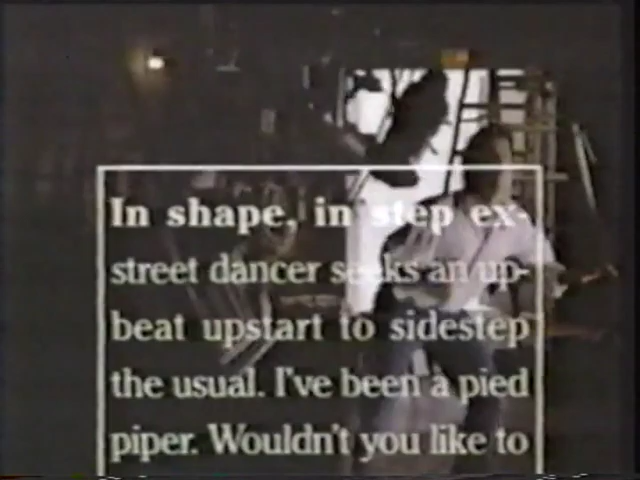 In shape, in step ex-
street dancer seeks an up-
beat upstart to sidestep
the usual. I've been a pied
piper. Wouldn't you like to